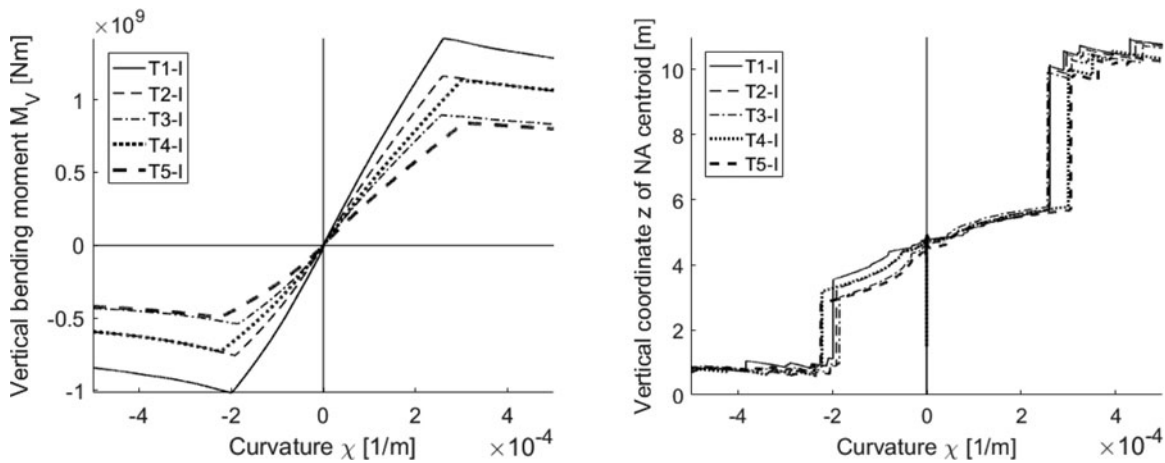 ×10⁹
Vertical bending moment M_V [Nm]
1
0.5
0
-0.5
-1
T1-I
T2-I
T3-I
T4-I
T5-I
-4 -2 0 2 4
Curvature χ [1/m] ×10⁻⁴
Vertical coordinate z of NA centroid [m]
10
8
6
4
2
0
T1-I
T2-I
T3-I
T4-I
T5-I
-4 -2 0 2 4
Curvature χ [1/m] ×10⁻⁴